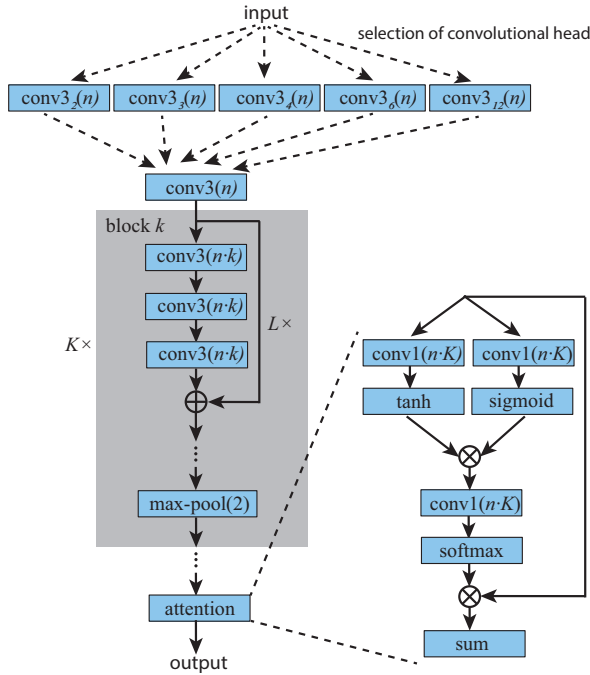 input
selection of convolutional head
conv3₂(n) conv3₃(n) conv3₄(n) conv3₆(n) conv3₁₂(n)
conv3(n)
block k
conv3(n·k)
conv3(n·k)
L×
K×
conv3(n·k)
max-pool(2)
attention
output
conv1(n·K) conv1(n·K)
tanh sigmoid
conv1(n·K)
softmax
sum